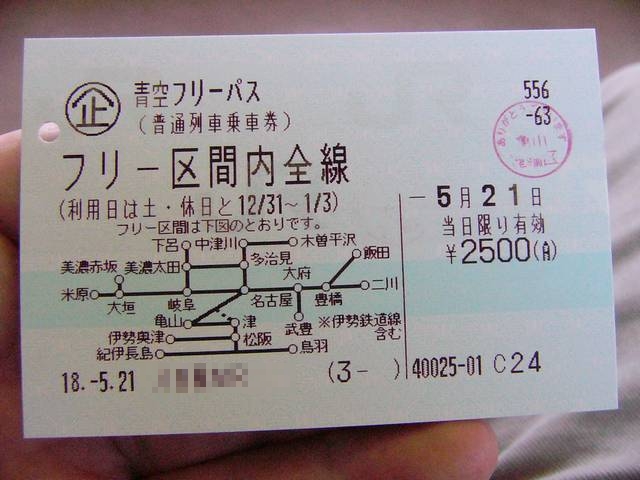 企
青空フリーパス
(普通列車乗車券)
556
-63
フリー区間内全線
(利用日は土・休日と12/31~1/3)
フリー区間は下図のとおりです。
-5月21日
当日限り有効
¥2500(A)
下呂 中津川 木曽平沢
美濃赤坂 美濃太田 多治見 飯田
大府
米原 大垣 岐阜 名古屋 豊橋 二川
亀山 津 武豊 ※伊勢鉄道線
含む
伊勢奥津 松阪
紀伊長島 鳥羽
18.-5.21
(3- )
40025-01 C24
ありがとう